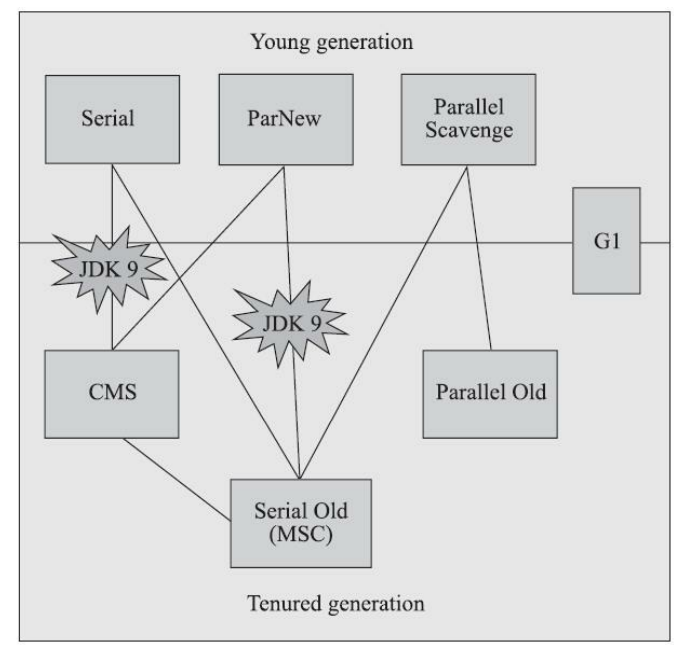 Young generation
Serial
ParNew
Parallel
Scavenge
G1
JDK 9
JDK 9
CMS
Parallel Old
Serial Old
(MSC)
Tenured generation